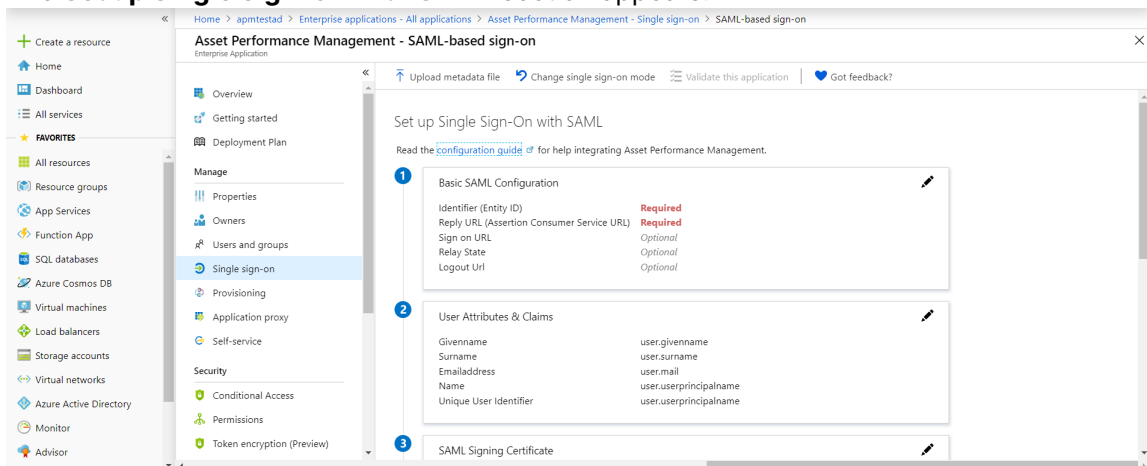 Home > apmtestad > Enterprise applications - All applications > Asset Performance Management - Single sign-on > SAML-based sign-on
Asset Performance Management - SAML-based sign-on
Enterprise Application
Create a resource
Home
Dashboard
All services
FAVORITES
All resources
Resource groups
App Services
Function App
SQL databases
Azure Cosmos DB
Virtual machines
Load balancers
Storage accounts
Virtual networks
Azure Active Directory
Monitor
Advisor
Overview
Getting started
Deployment Plan
Manage
Properties
Owners
Users and groups
Single sign-on
Provisioning
Application proxy
Self-service
Security
Conditional Access
Permissions
Token encryption (Preview)
Upload metadata file Change single sign-on mode Validate this application Got feedback?
Set up Single Sign-On with SAML
Read the configuration guide for help integrating Asset Performance Management.
1
Basic SAML Configuration
Identifier (Entity ID) Required
Reply URL (Assertion Consumer Service URL) Required
Sign on URL Optional
Relay State Optional
Logout Url Optional
2
User Attributes & Claims
Givenname user.givenname
Surname user.surname
Emailaddress user.mail
Name user.userprincipalname
Unique User Identifier user.userprincipalname
3
SAML Signing Certificate